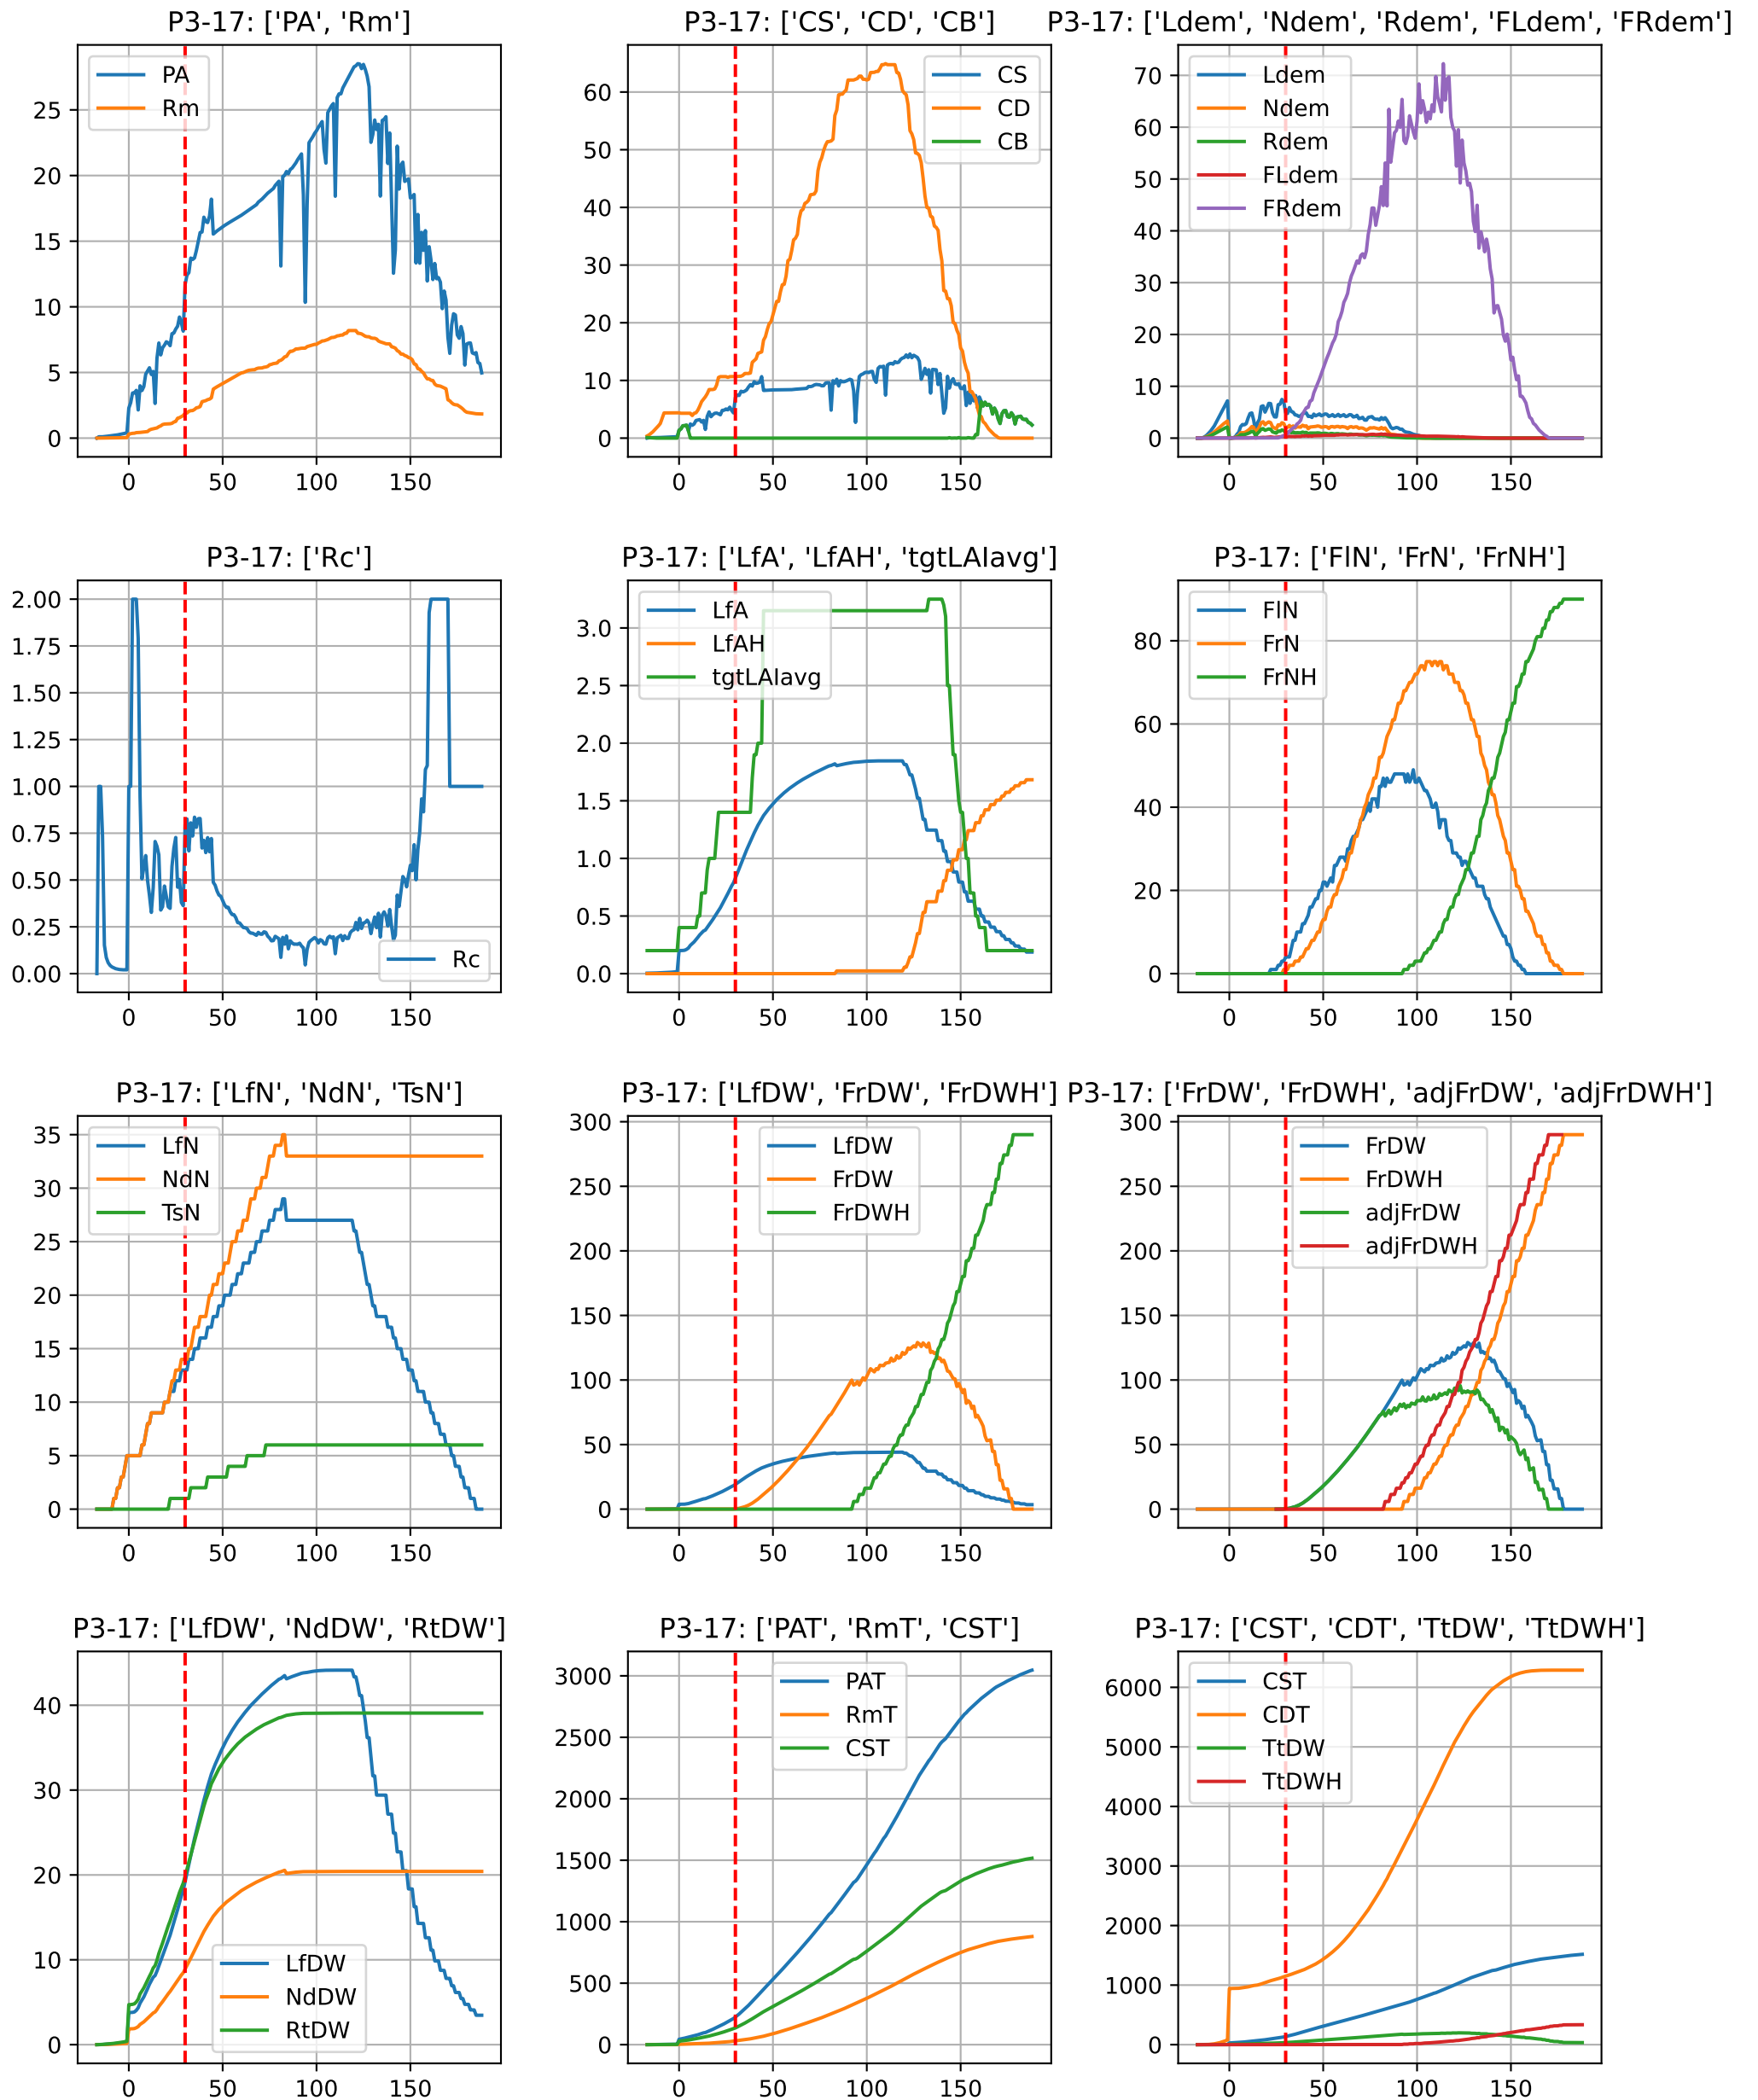 P3-17: ['PA', 'Rm']
PA
Rm
25
20
15
10
5
0
0 50 100 150
P3-17: ['CS', 'CD', 'CB']
CS
CD
CB
60
50
40
30
20
10
0
0 50 100 150
P3-17: ['Ldem', 'Ndem', 'Rdem', 'FLdem', 'FRdem']
Ldem
Ndem
Rdem
FLdem
FRdem
70
60
50
40
30
20
10
0
0 50 100 150
P3-17: ['Rc']
2.00
1.75
1.50
1.25
1.00
0.75
0.50
0.25
0.00
Rc
0 50 100 150
P3-17: ['LfA', 'LfAH', 'tgtLAIavg']
LfA
LfAH
tgtLAIavg
3.0
2.5
2.0
1.5
1.0
0.5
0.0
0 50 100 150
P3-17: ['FlN', 'FrN', 'FrNH']
FlN
FrN
FrNH
80
60
40
20
0
0 50 100 150
P3-17: ['LfN', 'NdN', 'TsN']
LfN
NdN
TsN
35
30
25
20
15
10
5
0
0 50 100 150
P3-17: ['LfDW', 'FrDW', 'FrDWH']
LfDW
FrDW
FrDWH
300
250
200
150
100
50
0
0 50 100 150
P3-17: ['FrDW', 'FrDWH', 'adjFrDW', 'adjFrDWH']
FrDW
FrDWH
adjFrDW
adjFrDWH
300
250
200
150
100
50
0
0 50 100 150
P3-17: ['LfDW', 'NdDW', 'RtDW']
40
30
20
10
0
LfDW
NdDW
RtDW
0 50 100 150
P3-17: ['PAT', 'RmT', 'CST']
PAT
RmT
CST
3000
2500
2000
1500
1000
500
0
0 50 100 150
P3-17: ['CST', 'CDT', 'TtDW', 'TtDWH']
CST
CDT
TtDW
TtDWH
6000
5000
4000
3000
2000
1000
0
0 50 100 150